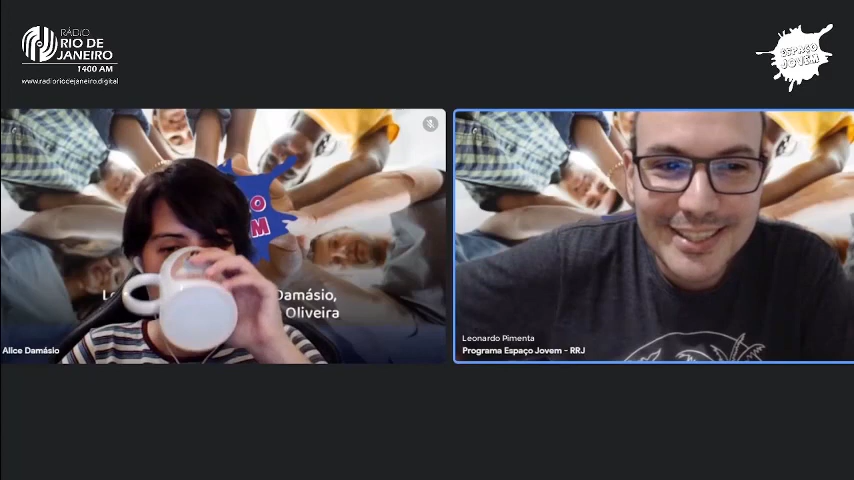 RÁDIO
RIO DE
JANEIRO
1400 AM
www.radioriodejaneiro.digital
ESPAÇO
JOVEM
Damásio,
Oliveira
Alice Damásio
Leonardo Pimenta
Programa Espaço Jovem - RRJ